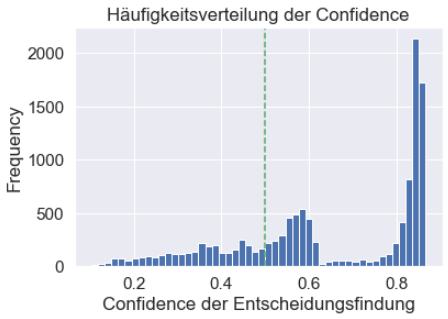 Häufigkeitsverteilung der Confidence
Frequency
2000
1500
1000
500
0
0.2 0.4 0.6 0.8
Confidence der Entscheidungsfindung